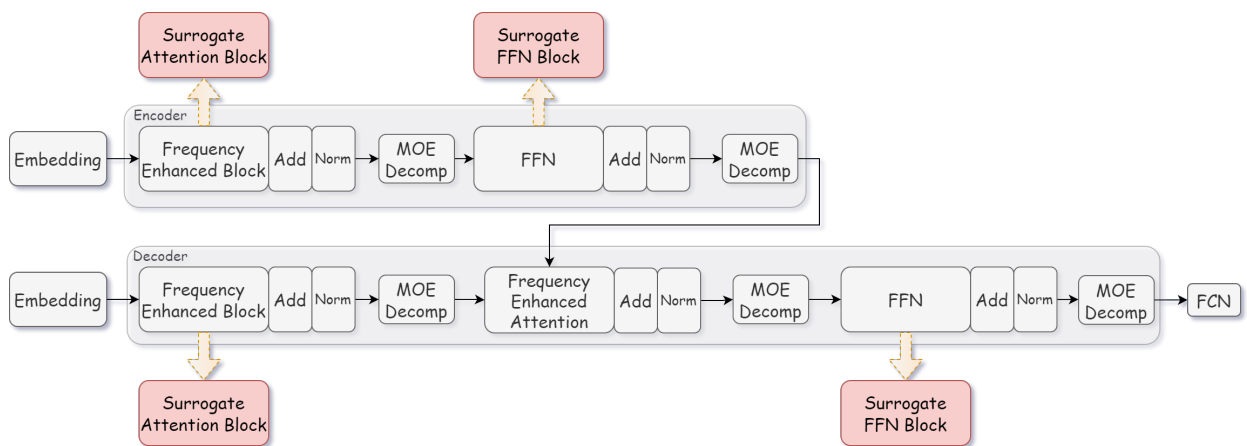 Surrogate
Attention Block
Surrogate
FFN Block
Encoder
Embedding
Frequency
Enhanced Block
Add
Norm
MOE
Decomp
FFN
Add
Norm
MOE
Decomp
Decoder
Embedding
Frequency
Enhanced Block
Add
Norm
MOE
Decomp
Frequency
Enhanced
Attention
Add
Norm
MOE
Decomp
FFN
Add
Norm
MOE
Decomp
FCN
Surrogate
Attention Block
Surrogate
FFN Block